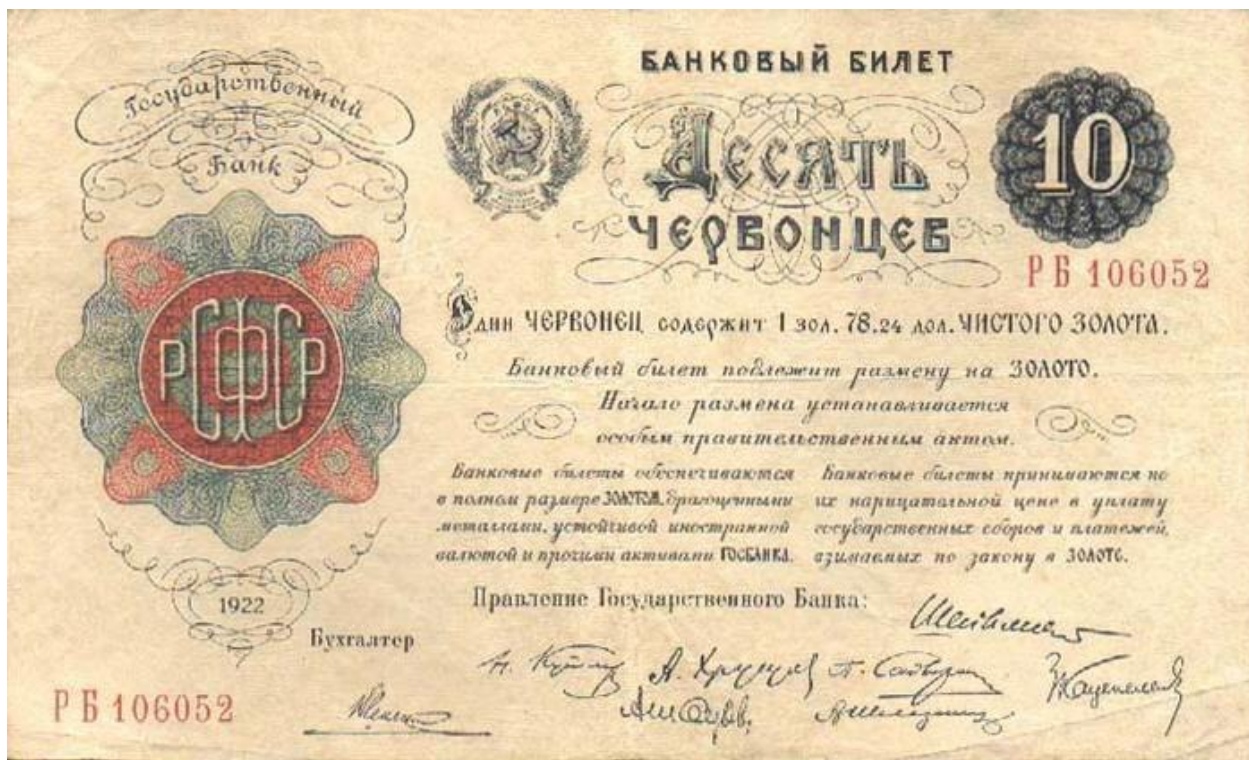 Государственный
Банк
РСФСР
1922
Бухгалтер
РБ 106052
БАНКОВЫЙ БИЛЕТ
ДЕСЯТЬ
ЧЕРВОНЦЕВ
10
РБ 106052
Один ЧЕРВОНЕЦ содержит 1 зол. 78.24 дол. ЧИСТОГО ЗОЛОТА.
Банковый билет подлежит размену на ЗОЛОТО.
Начало размена устанавливается
особым правительственным актом.
Банковые билеты обеспечиваются
в полном размере ЗОЛОТОМ, драгоценными
металлами, устойчивой иностранной
валютой и прочими активами ГОСБАНКА.
Банковые билеты принимаются по
их нарицательной цене в уплату
государственных сборов и платежей,
взимаемых по закону в ЗОЛОТЕ.
Правление Государственного Банка: